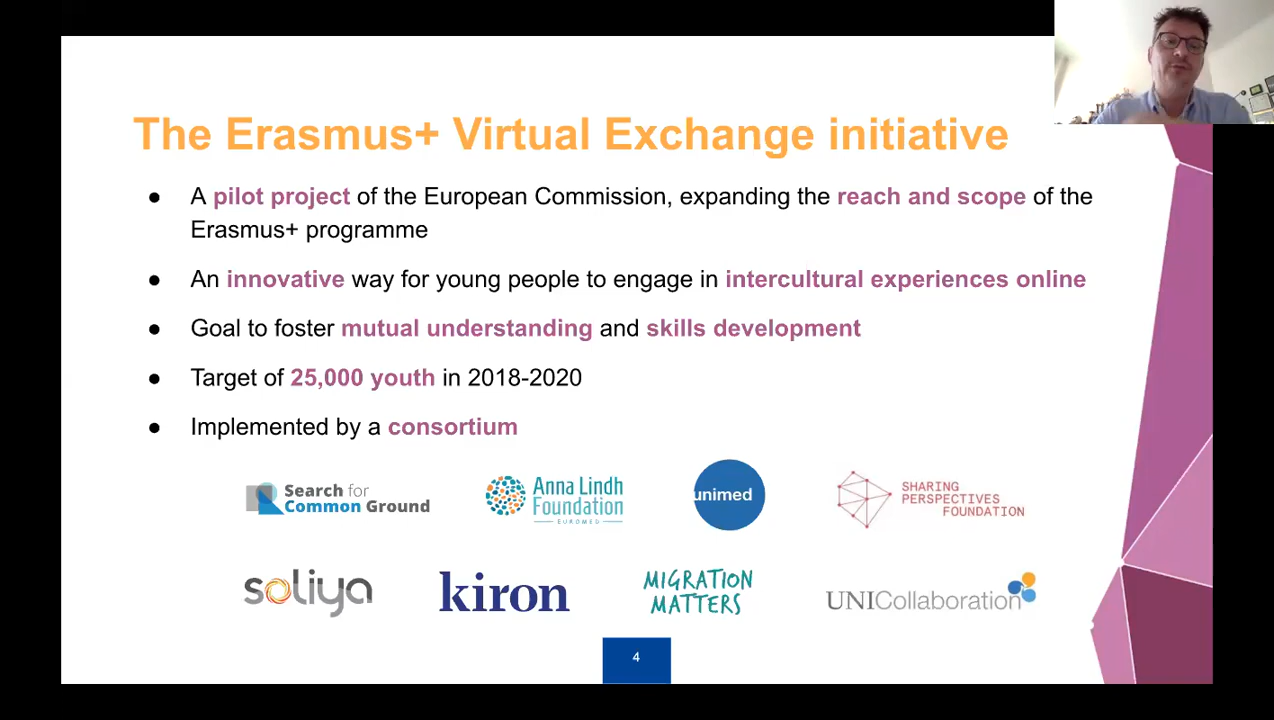 The Erasmus+ Virtual Exchange initiative
● A pilot project of the European Commission, expanding the reach and scope of the
Erasmus+ programme
● An innovative way for young people to engage in intercultural experiences online
● Goal to foster mutual understanding and skills development
● Target of 25,000 youth in 2018-2020
● Implemented by a consortium
Search for
Common Ground
Anna Lindh
Foundation
EUROMED
unimed
SHARING
PERSPECTIVES
FOUNDATION
soliya
kiron
MIGRATION
MATTERS
UNICollaboration
4